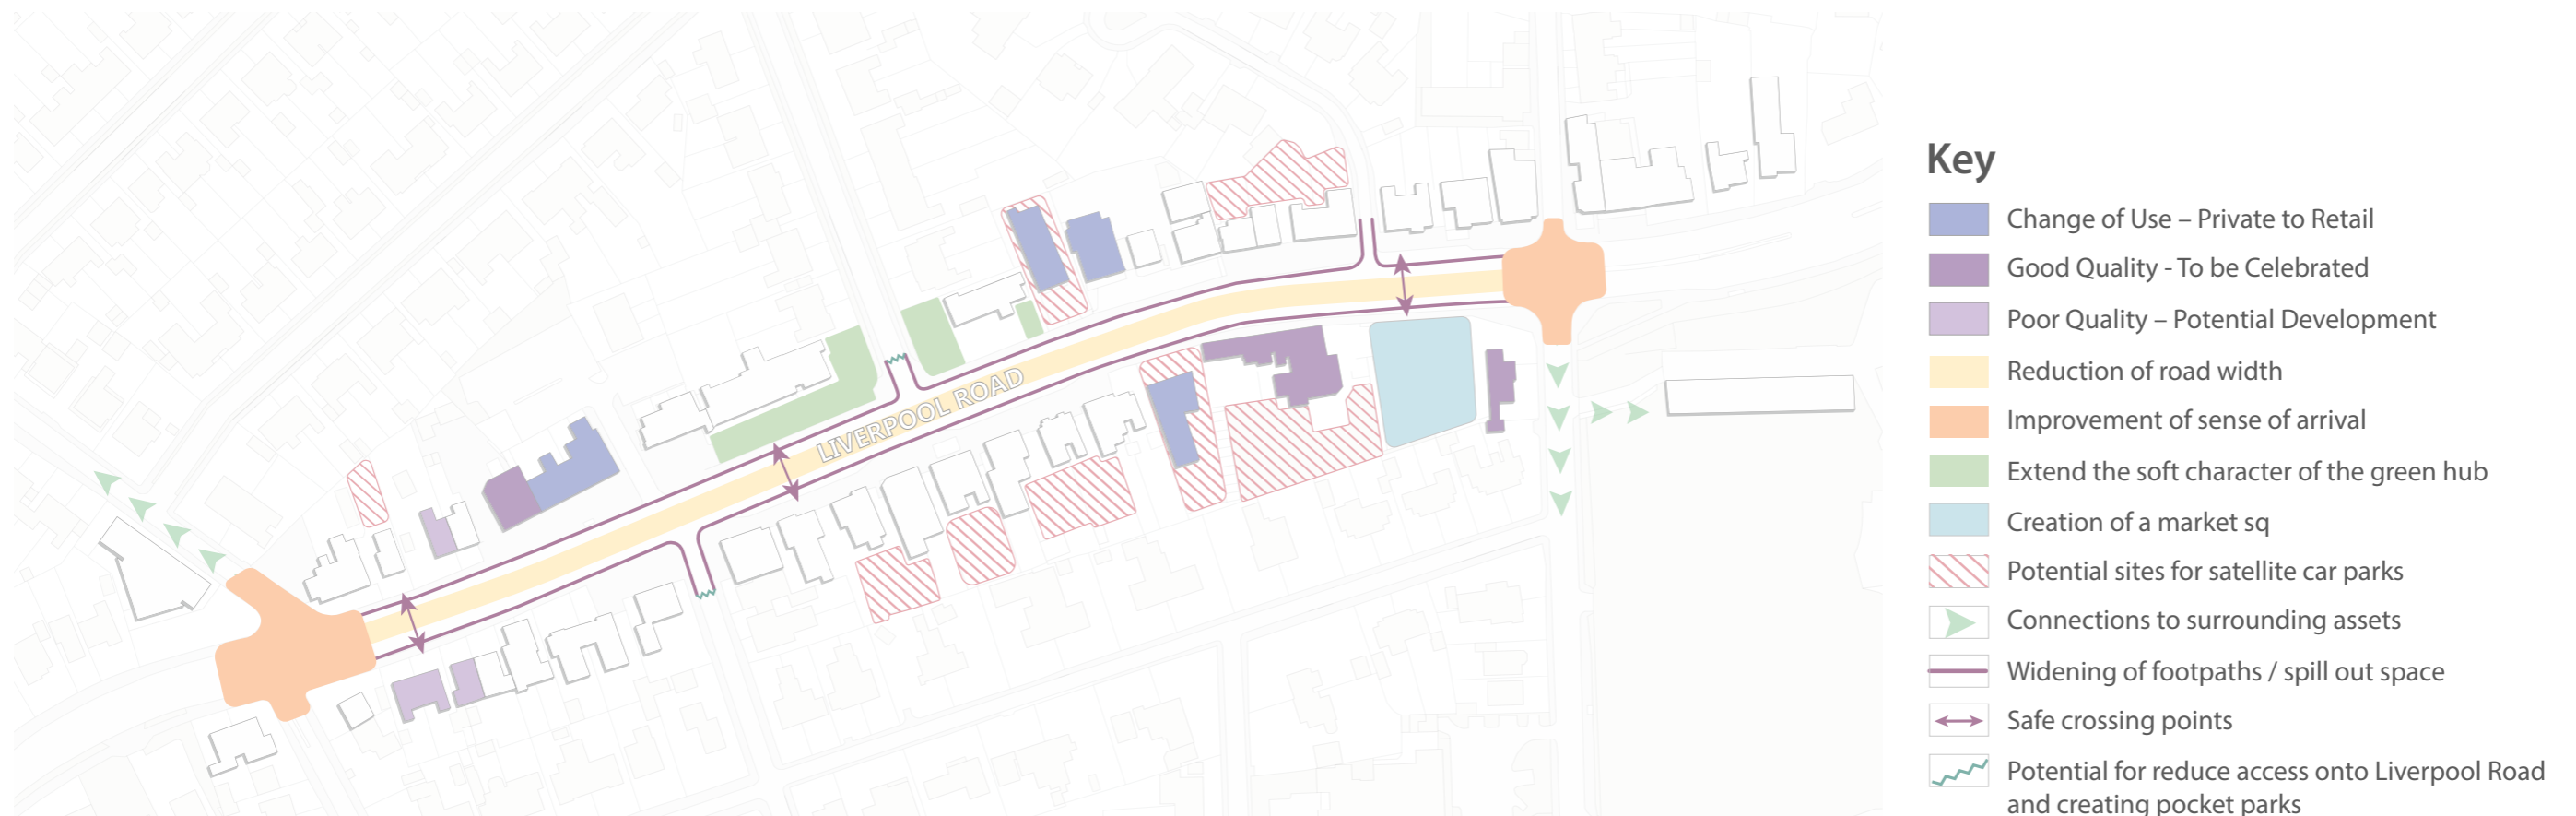 LIVERPOOL ROAD
Key
Change of Use – Private to Retail
Good Quality - To be Celebrated
Poor Quality – Potential Development
Reduction of road width
Improvement of sense of arrival
Extend the soft character of the green hub
Creation of a market sq
Potential sites for satellite car parks
Connections to surrounding assets
Widening of footpaths / spill out space
Safe crossing points
Potential for reduce access onto Liverpool Road
and creating pocket parks